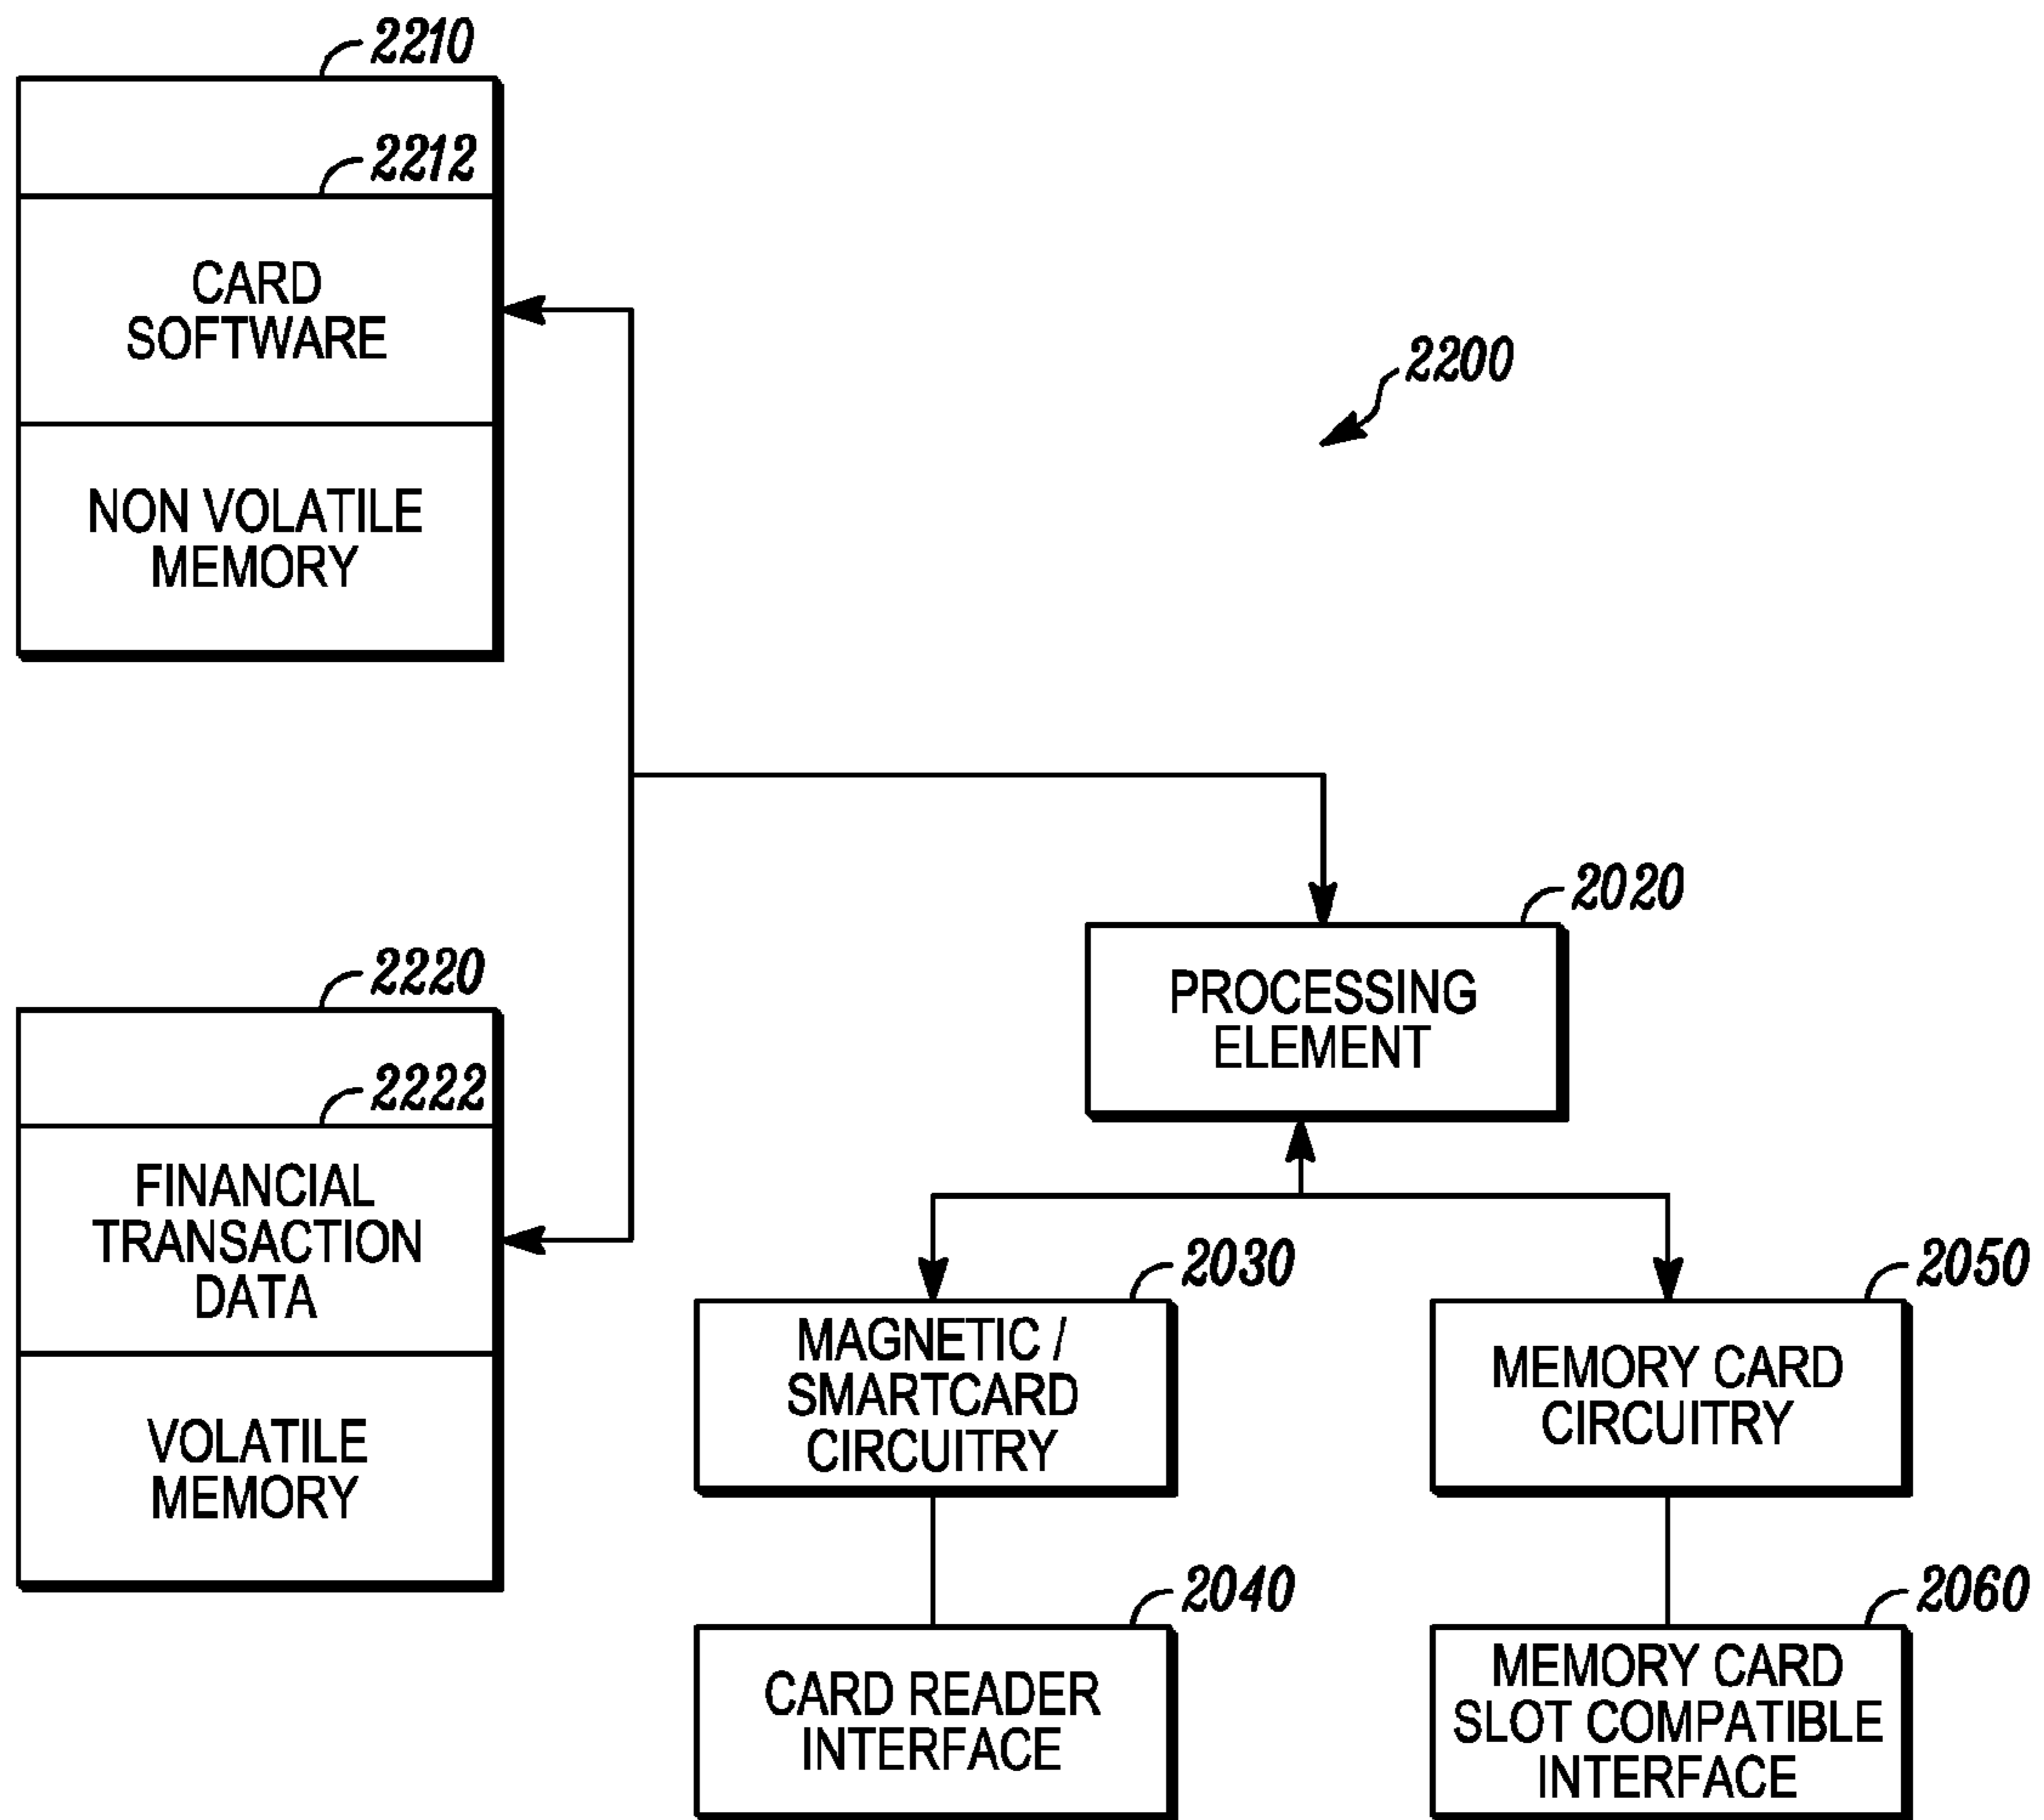 2210
2212
CARD
SOFTWARE
NON VOLATILE
MEMORY
2200
2220
2222
FINANCIAL
TRANSACTION
DATA
VOLATILE
MEMORY
2020
PROCESSING
ELEMENT
2030
MAGNETIC /
SMARTCARD
CIRCUITRY
2050
MEMORY CARD
CIRCUITRY
2040
CARD READER
INTERFACE
2060
MEMORY CARD
SLOT COMPATIBLE
INTERFACE